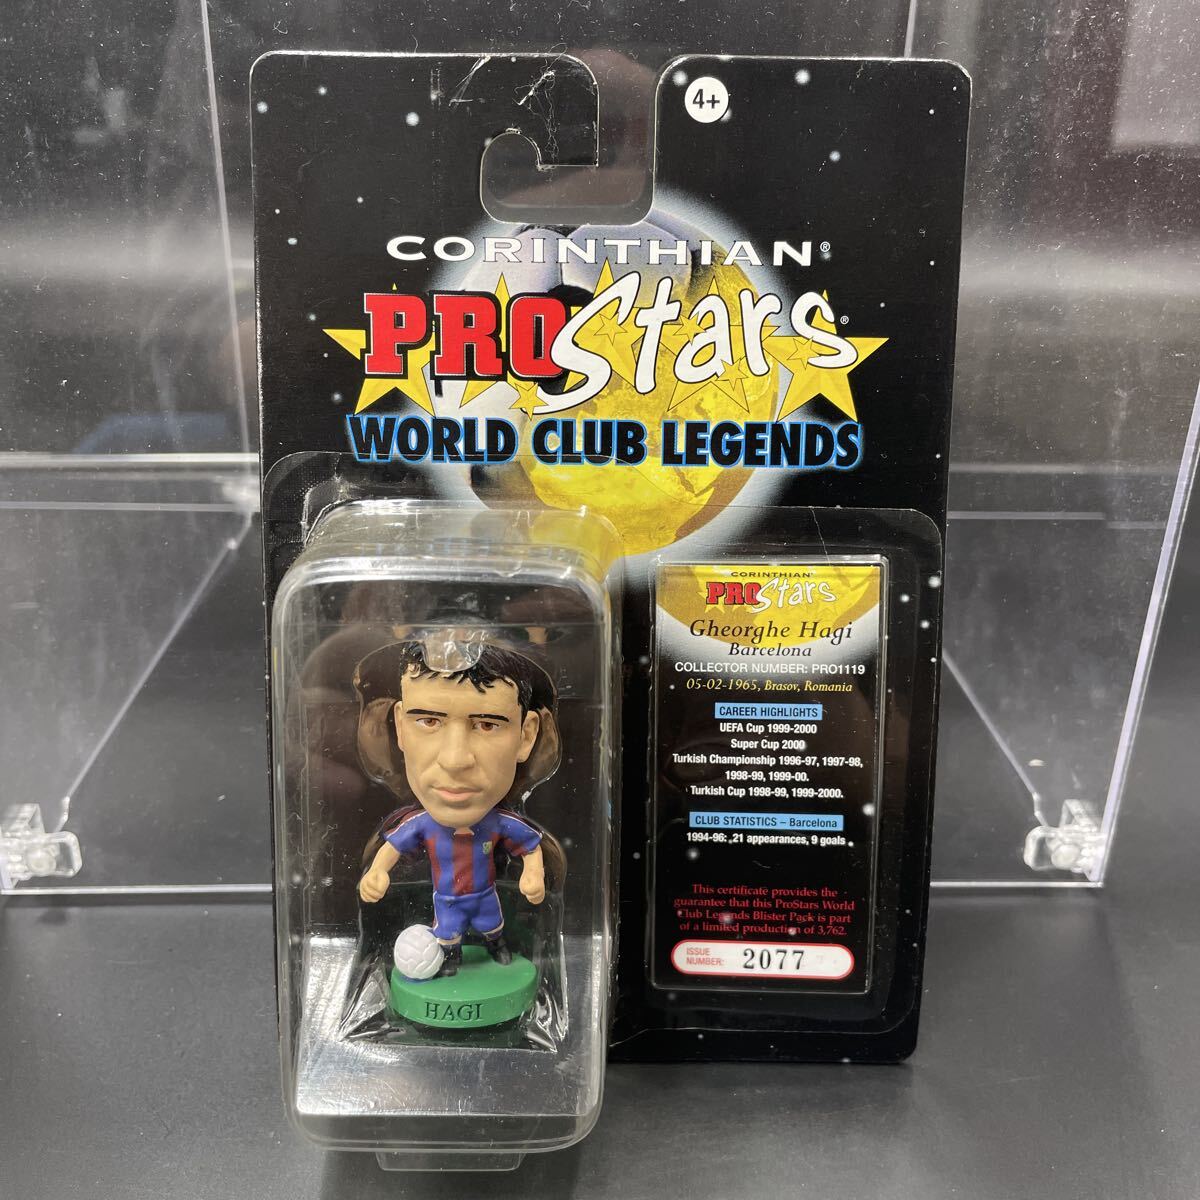 4+
CORINTHIAN®
PROStars®
WORLD CLUB LEGENDS
CORINTHIAN®
PROStars
Gheorghe Hagi
Barcelona
COLLECTOR NUMBER: PRO1119
05-02-1965, Brasov, Romania
CAREER HIGHLIGHTS
UEFA Cup 1999-2000
Super Cup 2000
Turkish Championship 1996-97, 1997-98,
1998-99, 1999-00.
Turkish Cup 1998-99, 1999-2000.
CLUB STATISTICS – Barcelona
1994-96: 21 appearances, 9 goals
This certificate provides the
guarantee that this ProStars World
Club Legends Blister Pack is part
of a limited production of 3,762.
ISSUE
NUMBER: 2077
HAGI